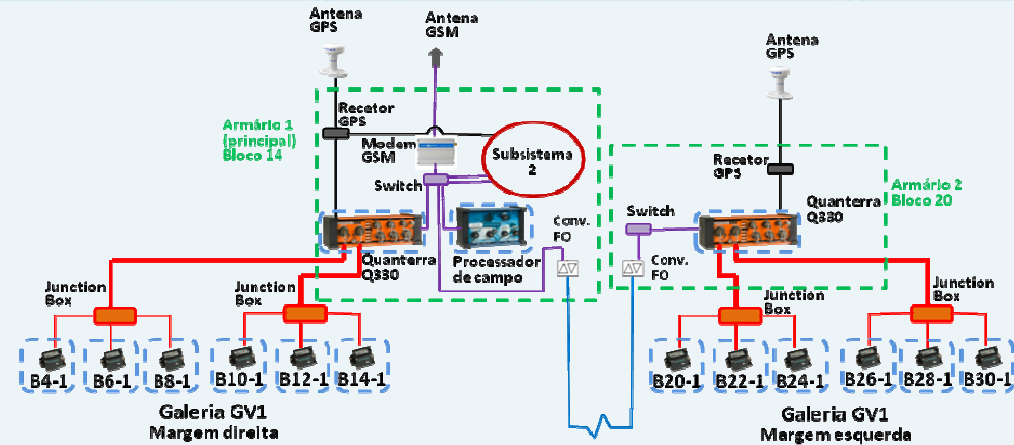 Antena
GPS
Antena
GSM
Antena
GPS
Armário 1
(principal)
Bloco 14
Recetor
GPS
Modem
GSM
Subsistema
2
Switch
Recetor
GPS
Armário 2
Bloco 20
Quanterra
Q330
Switch
Conv.
FO
Quanterra
Q330
Processador
de campo
Conv.
FO
Junction
Box
Junction
Box
Junction
Box
Junction
Box
B4-1
B6-1
B8-1
B10-1
B12-1
B14-1
B20-1
B22-1
B24-1
B26-1
B28-1
B30-1
Galeria GV1
Margem direita
Galeria GV1
Margem esquerda